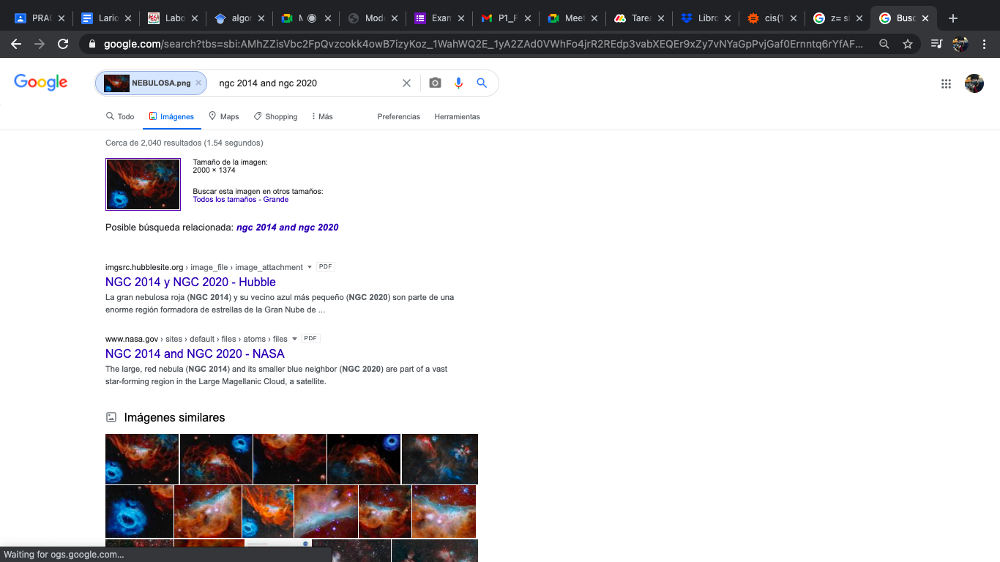 PRAC
Lario
Labo
algor
M
Mode
Exam
P1_F
Meet
Tarea
Libro
cis(1
z= si
Busc
google.com/search?tbs=sbi:AMhZZisVbc2FpQvzcokk4owB7izyKoz_1WahWQ2E_1yA2ZAd0VWhFo4jrR2REdp3vabXEQEr9xZy7vNYaGpPvjGaf0Ernntq6rYfAF...
Google
NEBULOSA.png
ngc 2014 and ngc 2020
Todo
Imágenes
Maps
Shopping
Más
Preferencias
Herramientas
Cerca de 2,040 resultados (1.54 segundos)
Tamaño de la imagen:
2000 × 1374
Buscar esta imagen en otros tamaños:
Todos los tamaños - Grande
Posible búsqueda relacionada: ngc 2014 and ngc 2020
imgsrc.hubblesite.org › image_file › image_attachment PDF
NGC 2014 y NGC 2020 - Hubble
La gran nebulosa roja (NGC 2014) y su vecino azul más pequeño (NGC 2020) son parte de una
enorme región formadora de estrellas de la Gran Nube de ...
www.nasa.gov › sites › default › files › atoms › files PDF
NGC 2014 and NGC 2020 - NASA
The large, red nebula (NGC 2014) and its smaller blue neighbor (NGC 2020) are part of a vast
star-forming region in the Large Magellanic Cloud, a satellite.
Imágenes similares
Waiting for ogs.google.com...